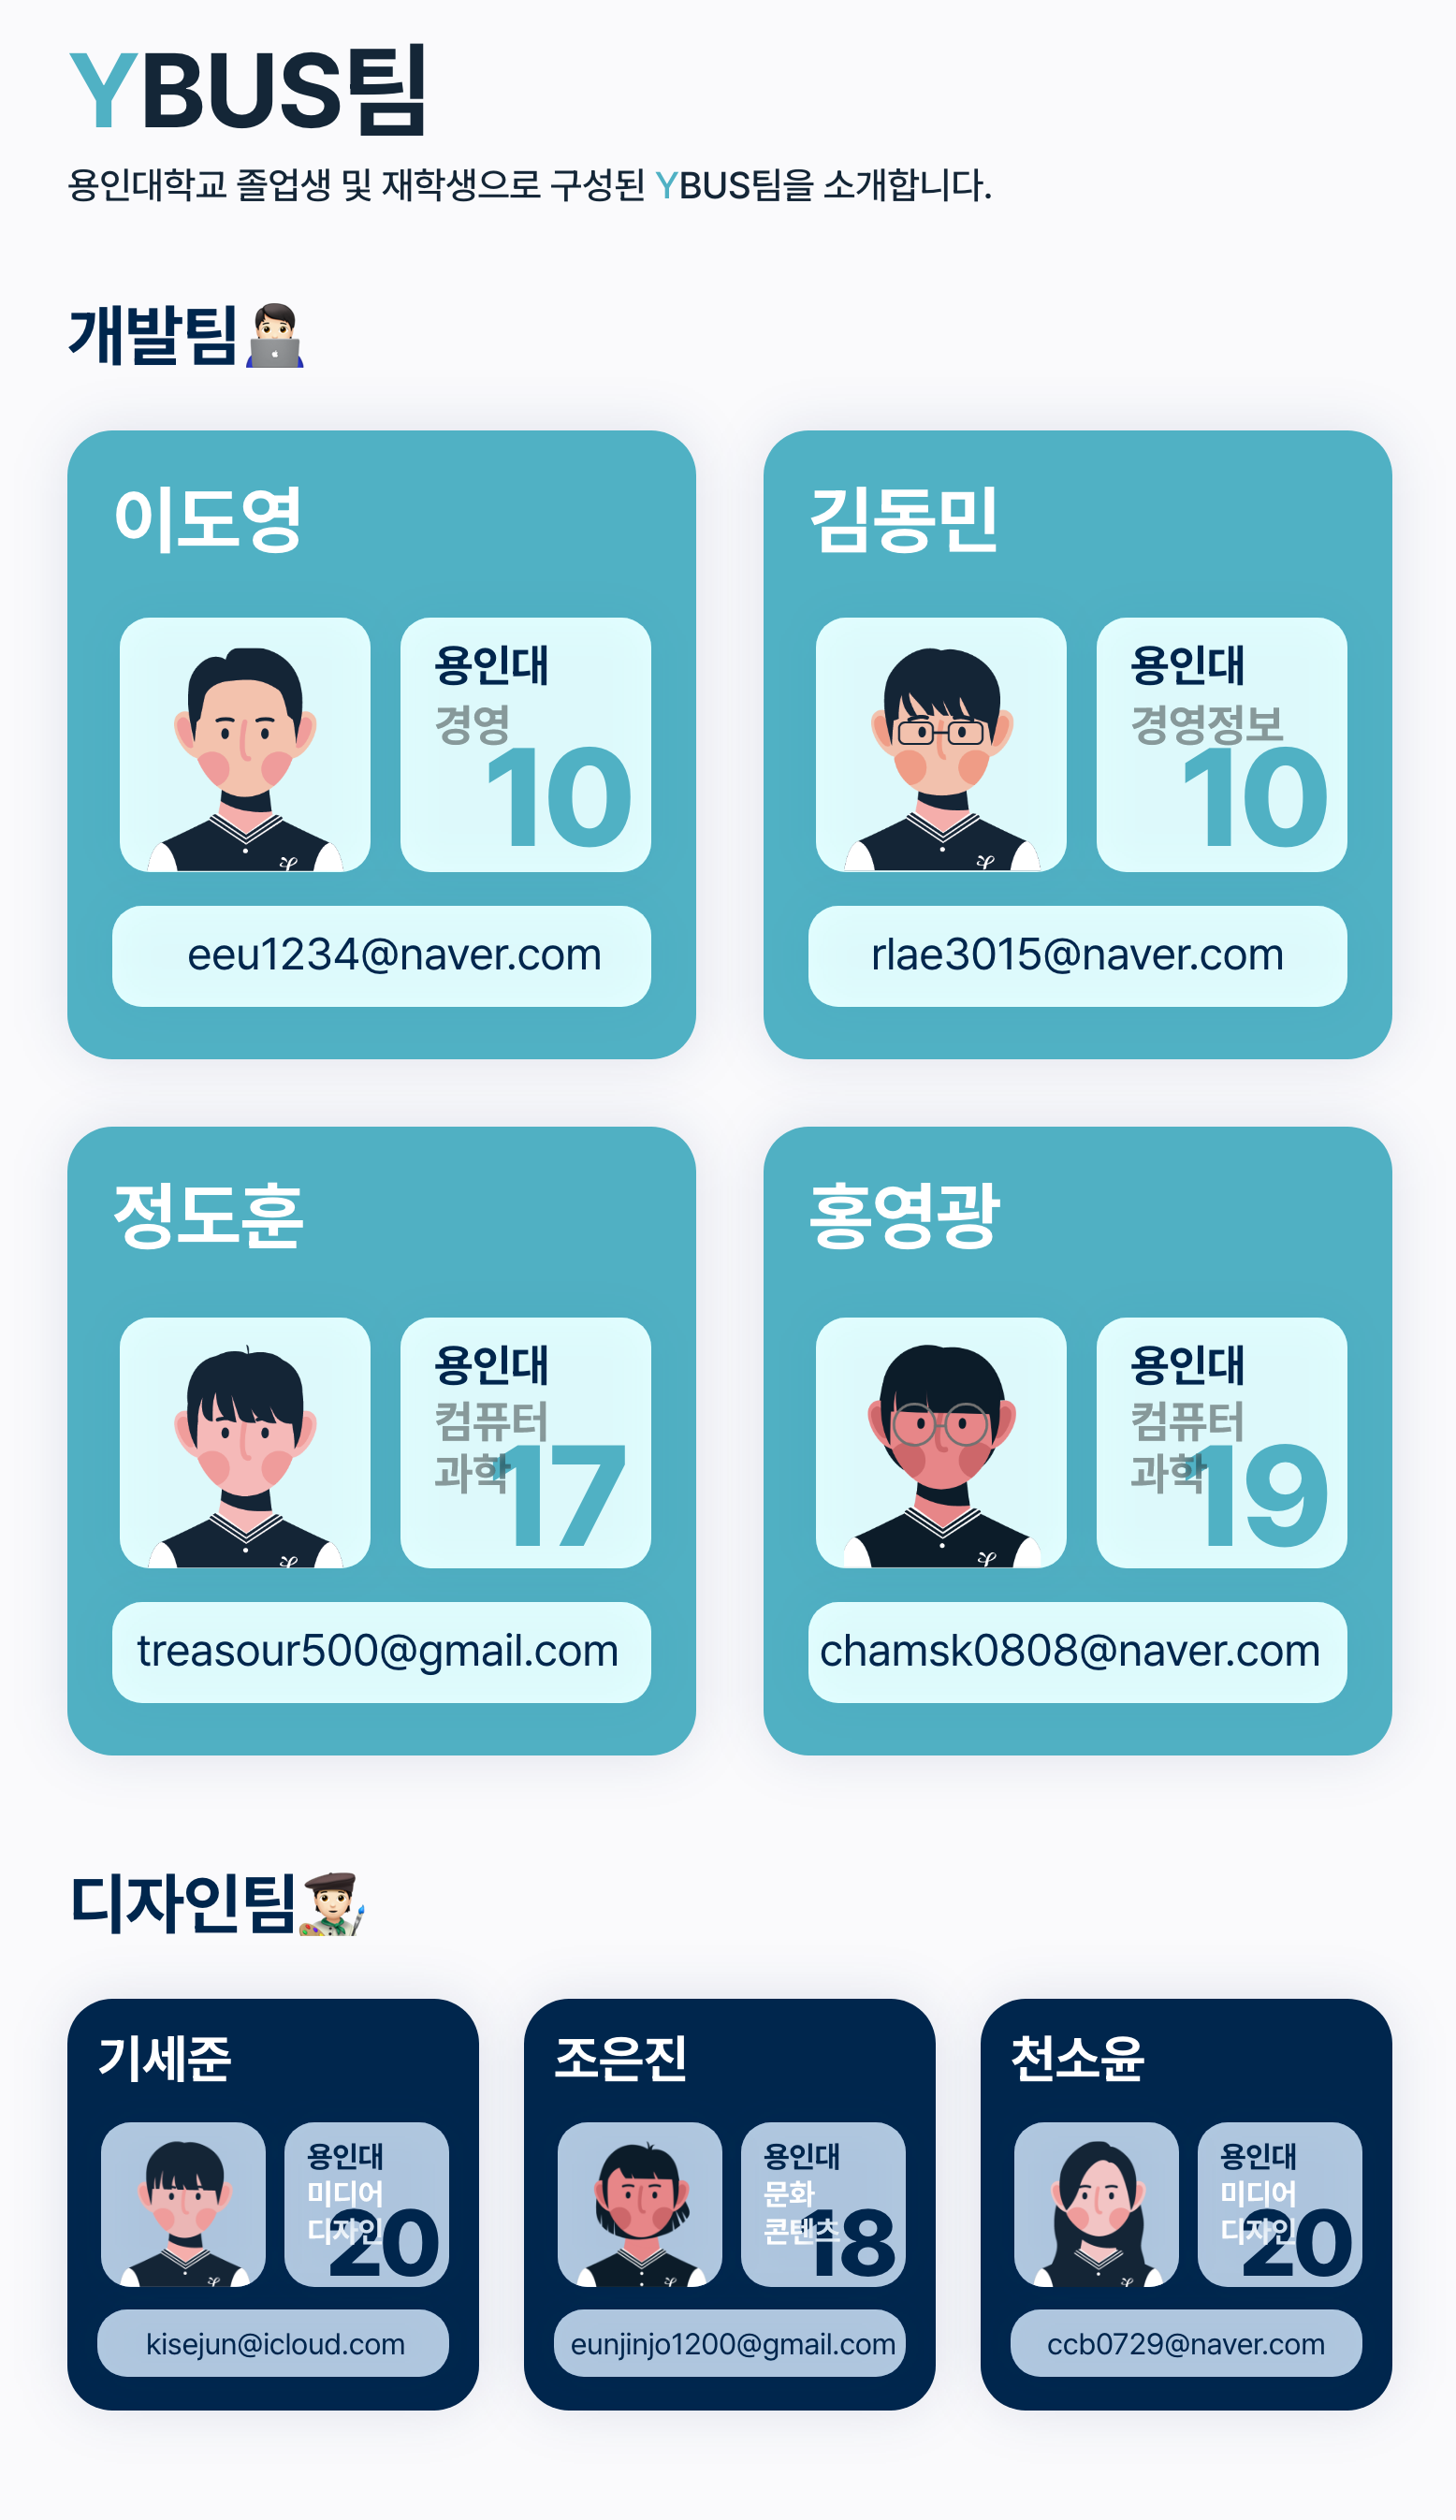 YBUS팀
용인대학교 졸업생 및 재학생으로 구성된 YBUS팀을 소개합니다.
개발팀
이도영
용인대
경영
10
eeu1234@naver.com
김동민
용인대
경영정보
10
rlae3015@naver.com
정도훈
용인대
컴퓨터
과학
17
treasour500@gmail.com
홍영광
용인대
컴퓨터
과학
19
chamsk0808@naver.com
디자인팀
기세준
용인대
미디어
디자인
20
kisejun@icloud.com
조은진
용인대
문화
콘텐츠
18
eunjinjo1200@gmail.com
천소윤
용인대
미디어
디자인
20
ccb0729@naver.com